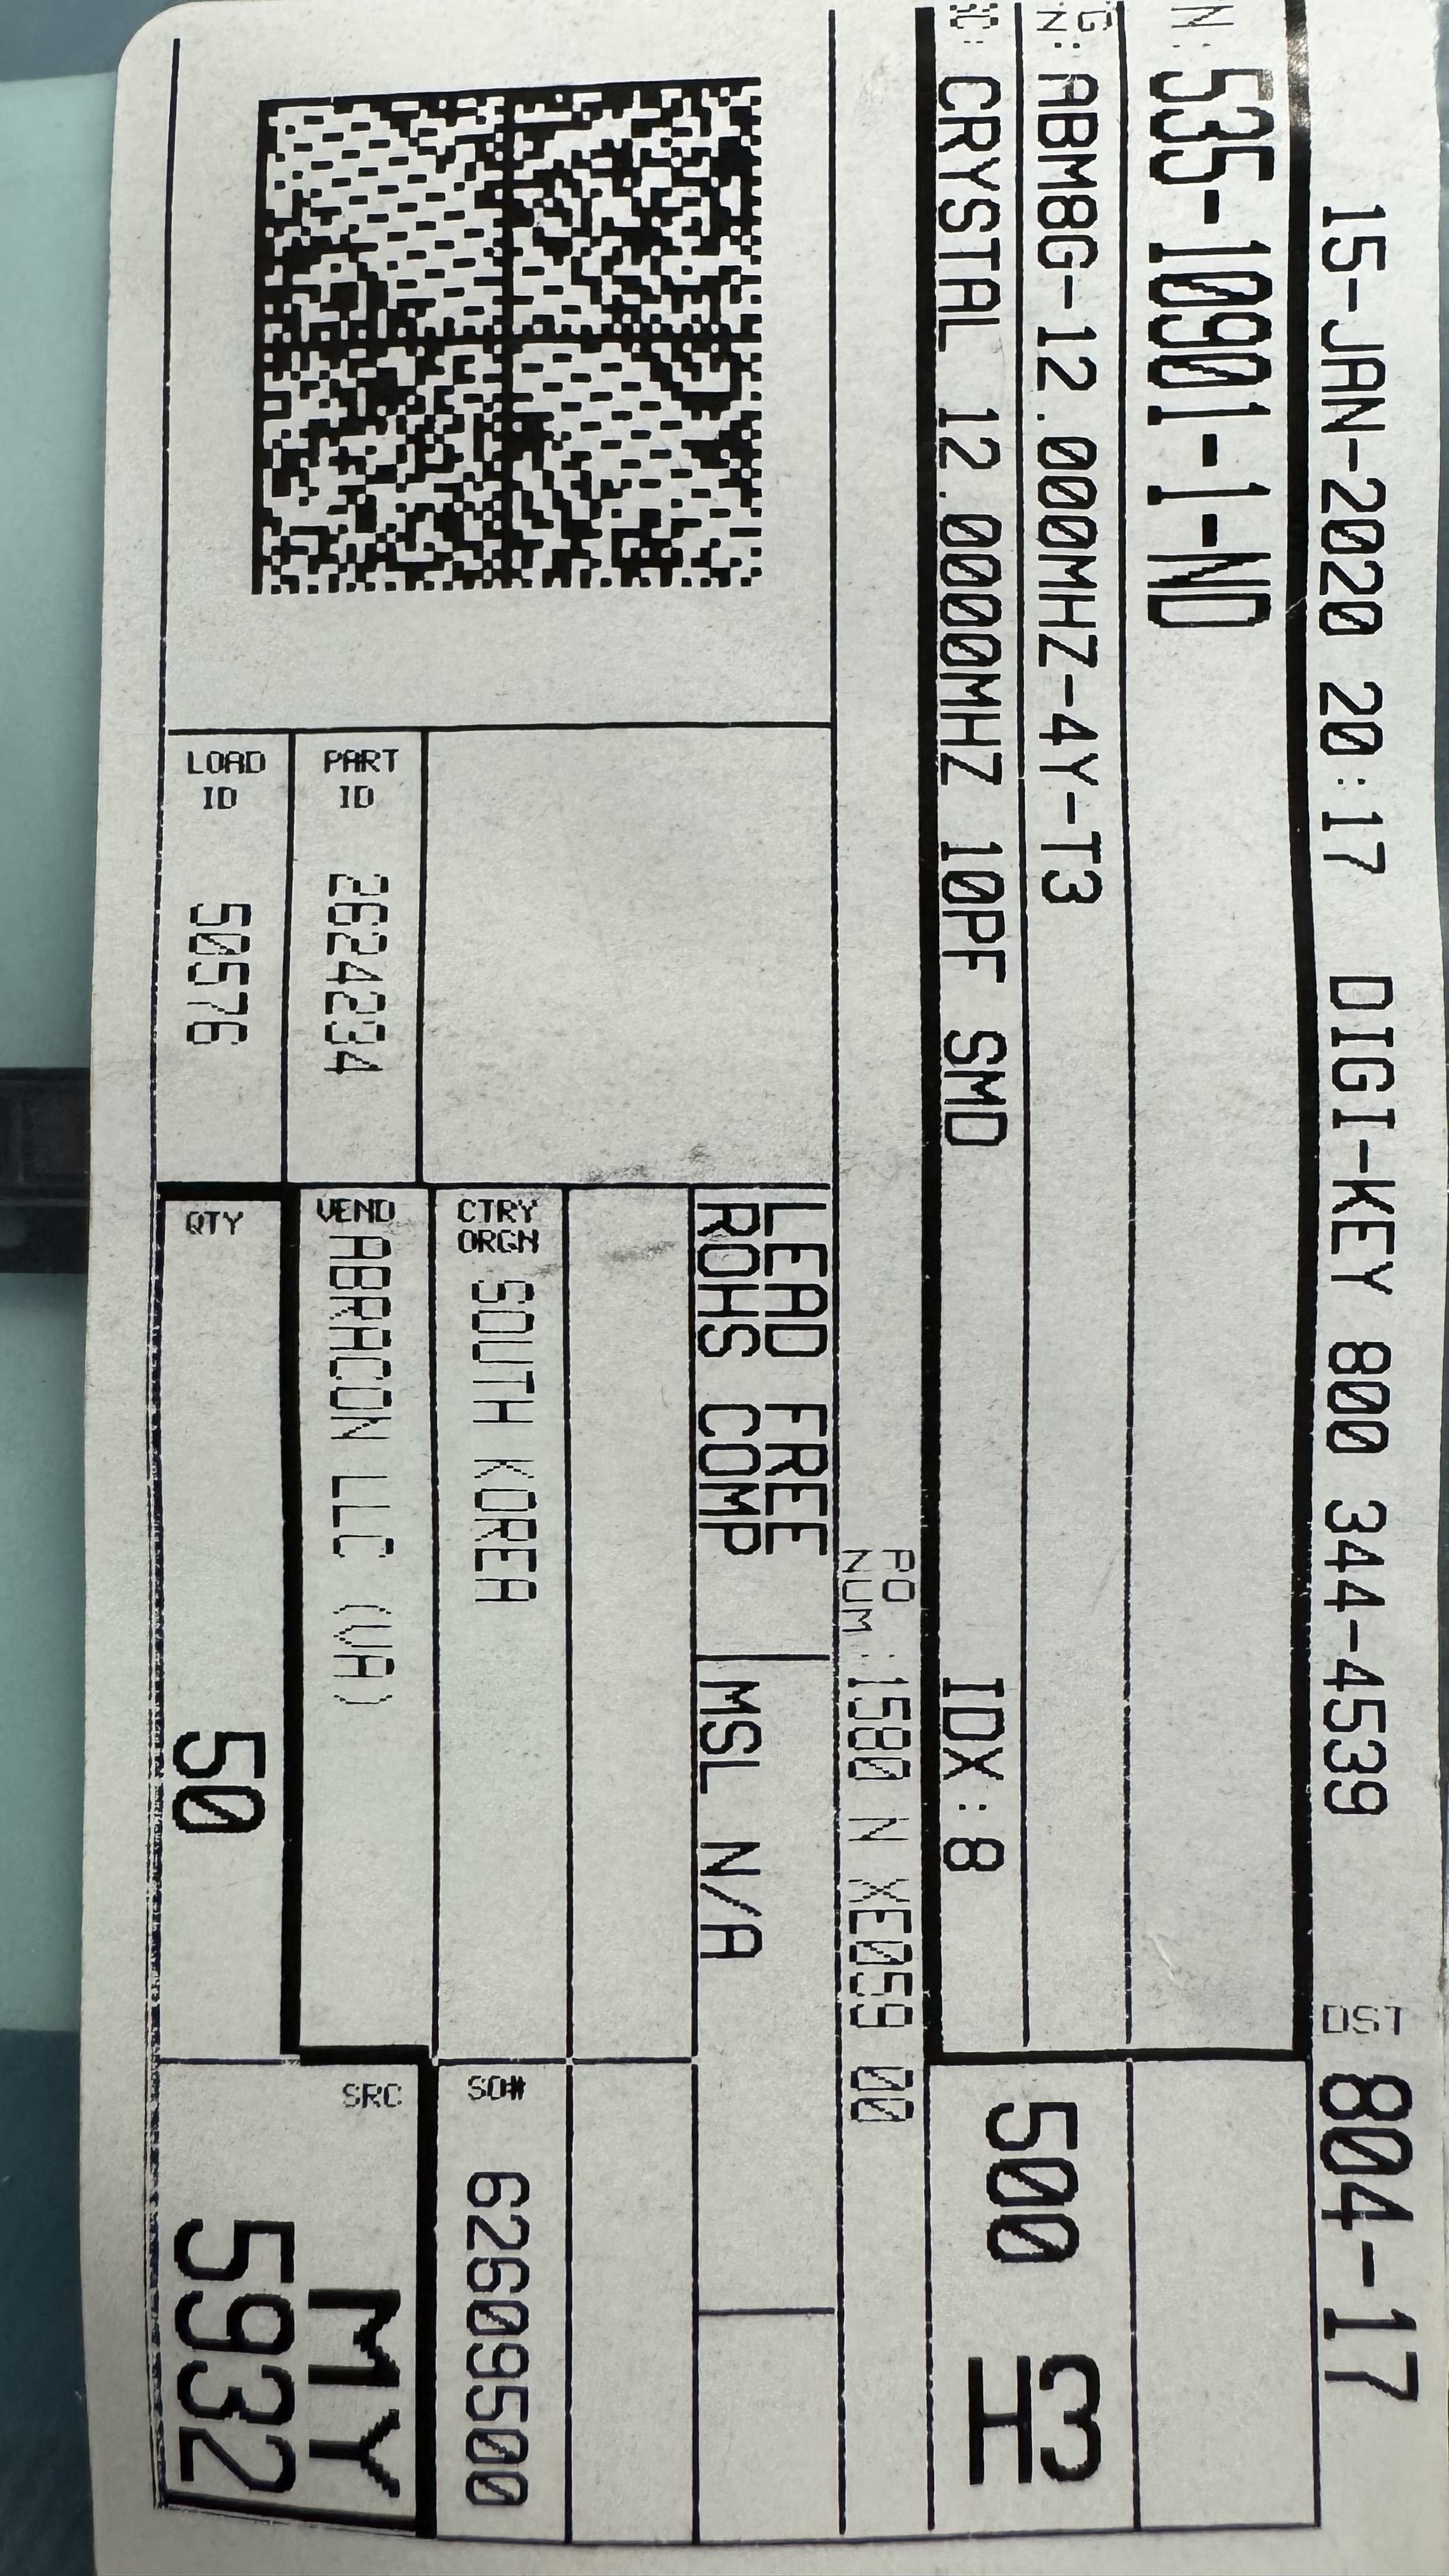 15-JAN-2020 20:17 DIGI-KEY 800 344-4539 DST 804-17
N: 535-10901-1-ND
G
N: ABM8G-12.000MHZ-4Y-T3
C: CRYSTAL 12.0000MHZ 10PF SMD IDX:8
500 H3
PO
NUM:1580 N XE059 00
LEAD FREE
ROHS COMP
MSL N/A
CTRY
ORGN SOUTH KOREA
SO# 62609500
PART
ID 2624234
VEND ABRACON LLC (VA)
LOAD
ID 50576
QTY 50
SRC MY
5932